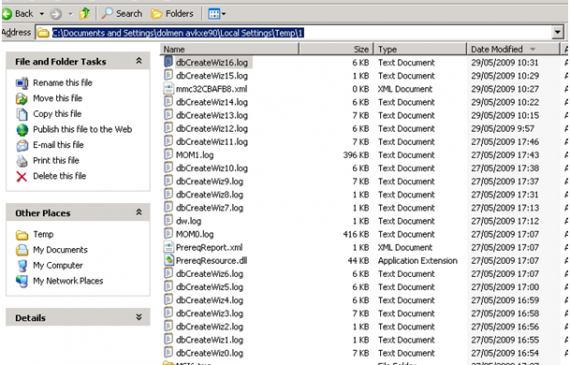 Back Search Folders
Address C:\Documents and Settings\dolmen avlxxe90\Local Settings\Temp\1
File and Folder Tasks
Rename this file
Move this file
Copy this file
Publish this file to the Web
E-mail this file
Print this file
Delete this file
Other Places
Temp
My Documents
My Computer
My Network Places
Details
Name Size Type Date Modified
dbCreateWiz16.log 6 KB Text Document 29/05/2009 10:31
dbCreateWiz15.log 1 KB Text Document 29/05/2009 10:29
mmc32CBAFB8.xml 0 KB XML Document 29/05/2009 10:27
dbCreateWiz14.log 6 KB Text Document 29/05/2009 10:22
dbCreateWiz13.log 7 KB Text Document 29/05/2009 10:15
dbCreateWiz12.log 6 KB Text Document 29/05/2009 9:57
dbCreateWiz11.log 7 KB Text Document 27/05/2009 17:46
MOM1.log 396 KB Text Document 27/05/2009 17:43
dbCreateWiz10.log 6 KB Text Document 27/05/2009 17:38
dbCreateWiz9.log 7 KB Text Document 27/05/2009 17:37
dbCreateWiz8.log 1 KB Text Document 27/05/2009 17:31
dbCreateWiz7.log 1 KB Text Document 27/05/2009 17:13
dw.log 1 KB Text Document 27/05/2009 17:12
MOM0.log 416 KB Text Document 27/05/2009 17:07
PrereqReport.xml 1 KB XML Document 27/05/2009 17:07
PrereqResource.dll 44 KB Application Extension 27/05/2009 17:07
dbCreateWiz6.log 1 KB Text Document 27/05/2009 17:07
dbCreateWiz5.log 6 KB Text Document 27/05/2009 17:00
dbCreateWiz4.log 6 KB Text Document 27/05/2009 16:59
dbCreateWiz3.log 7 KB Text Document 27/05/2009 16:58
dbCreateWiz2.log 1 KB Text Document 27/05/2009 16:56
dbCreateWiz1.log 1 KB Text Document 27/05/2009 16:55
dbCreateWiz0.log 7 KB Text Document 27/05/2009 16:54